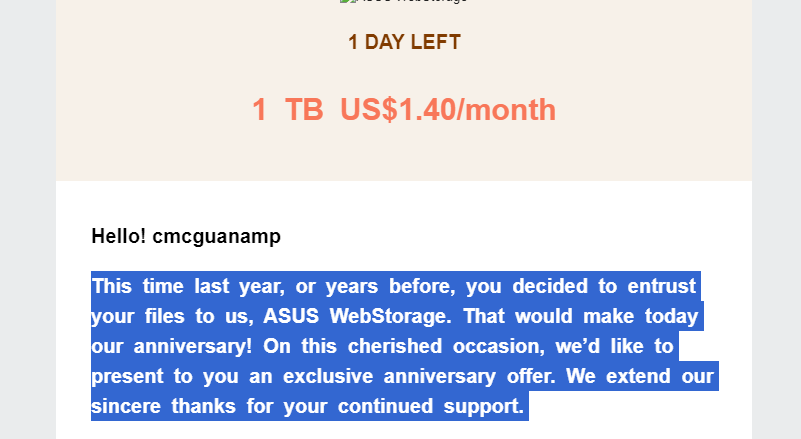 1 DAY LEFT
1 TB US$1.40/month
Hello! cmcguanamp
This time last year, or years before, you decided to entrust
your files to us, ASUS WebStorage. That would make today
our anniversary! On this cherished occasion, we’d like to
present to you an exclusive anniversary offer. We extend our
sincere thanks for your continued support.